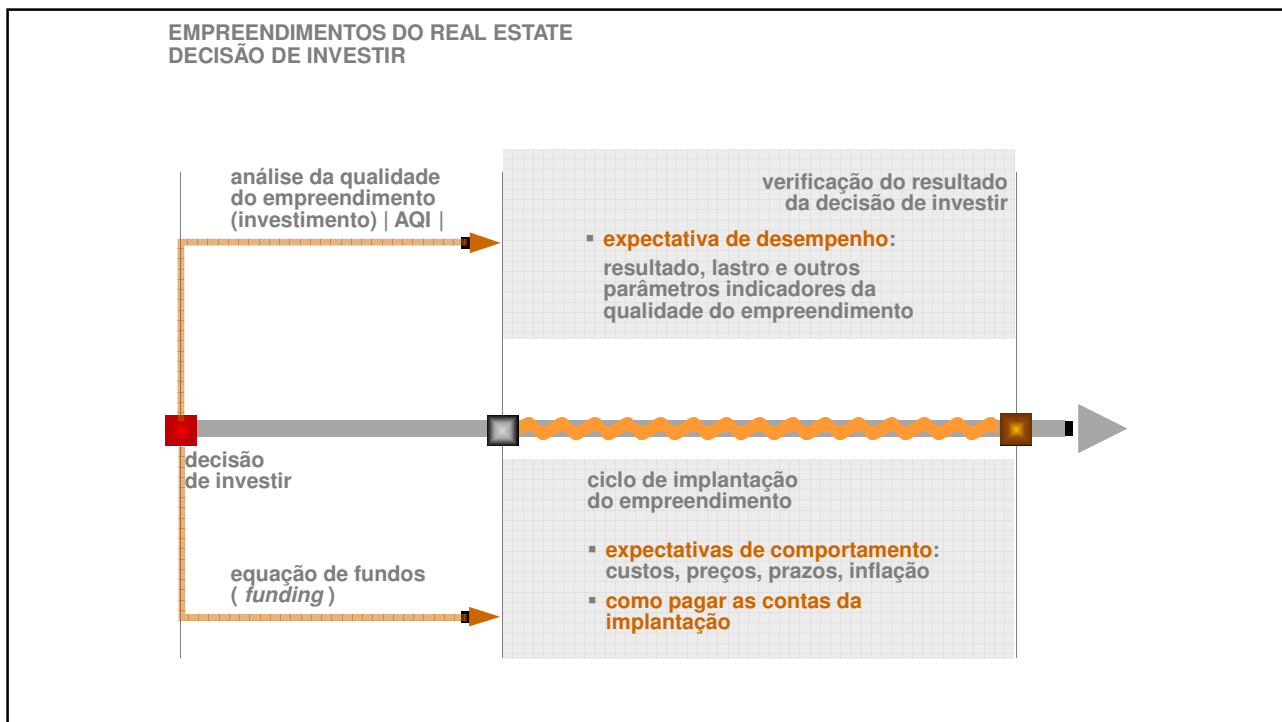 EMPREENDIMENTOS DO REAL ESTATE
DECISÃO DE INVESTIR
análise da qualidade
do empreendimento
(investimento) | AQI |
verificação do resultado
da decisão de investir
▪ expectativa de desempenho:
resultado, lastro e outros
parâmetros indicadores da
qualidade do empreendimento
decisão
de investir
ciclo de implantação
do empreendimento
▪ expectativas de comportamento:
custos, preços, prazos, inflação
▪ como pagar as contas da
implantação
equação de fundos
( funding )